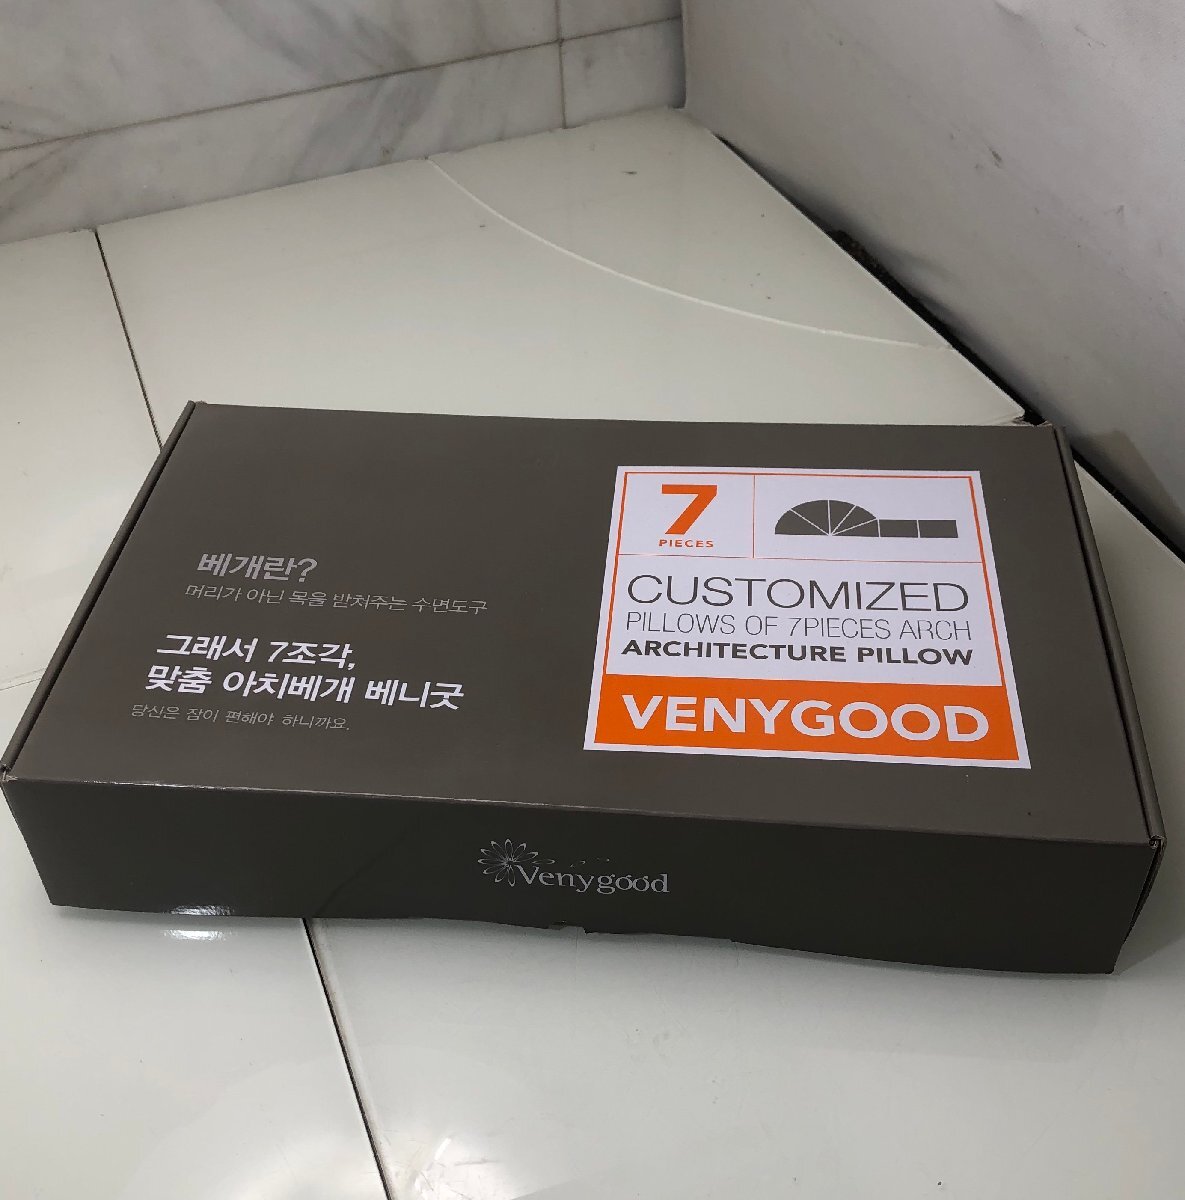 베개란?
머리가 아닌 목을 받쳐주는 수면도구
그래서 7조각,
맞춤 아치베개 베니굿
당신은 잠이 편해야 하니까요.
7
PIECES
CUSTOMIZED
PILLOWS OF 7PIECES ARCH
ARCHITECTURE PILLOW
VENYGOOD
Venygood